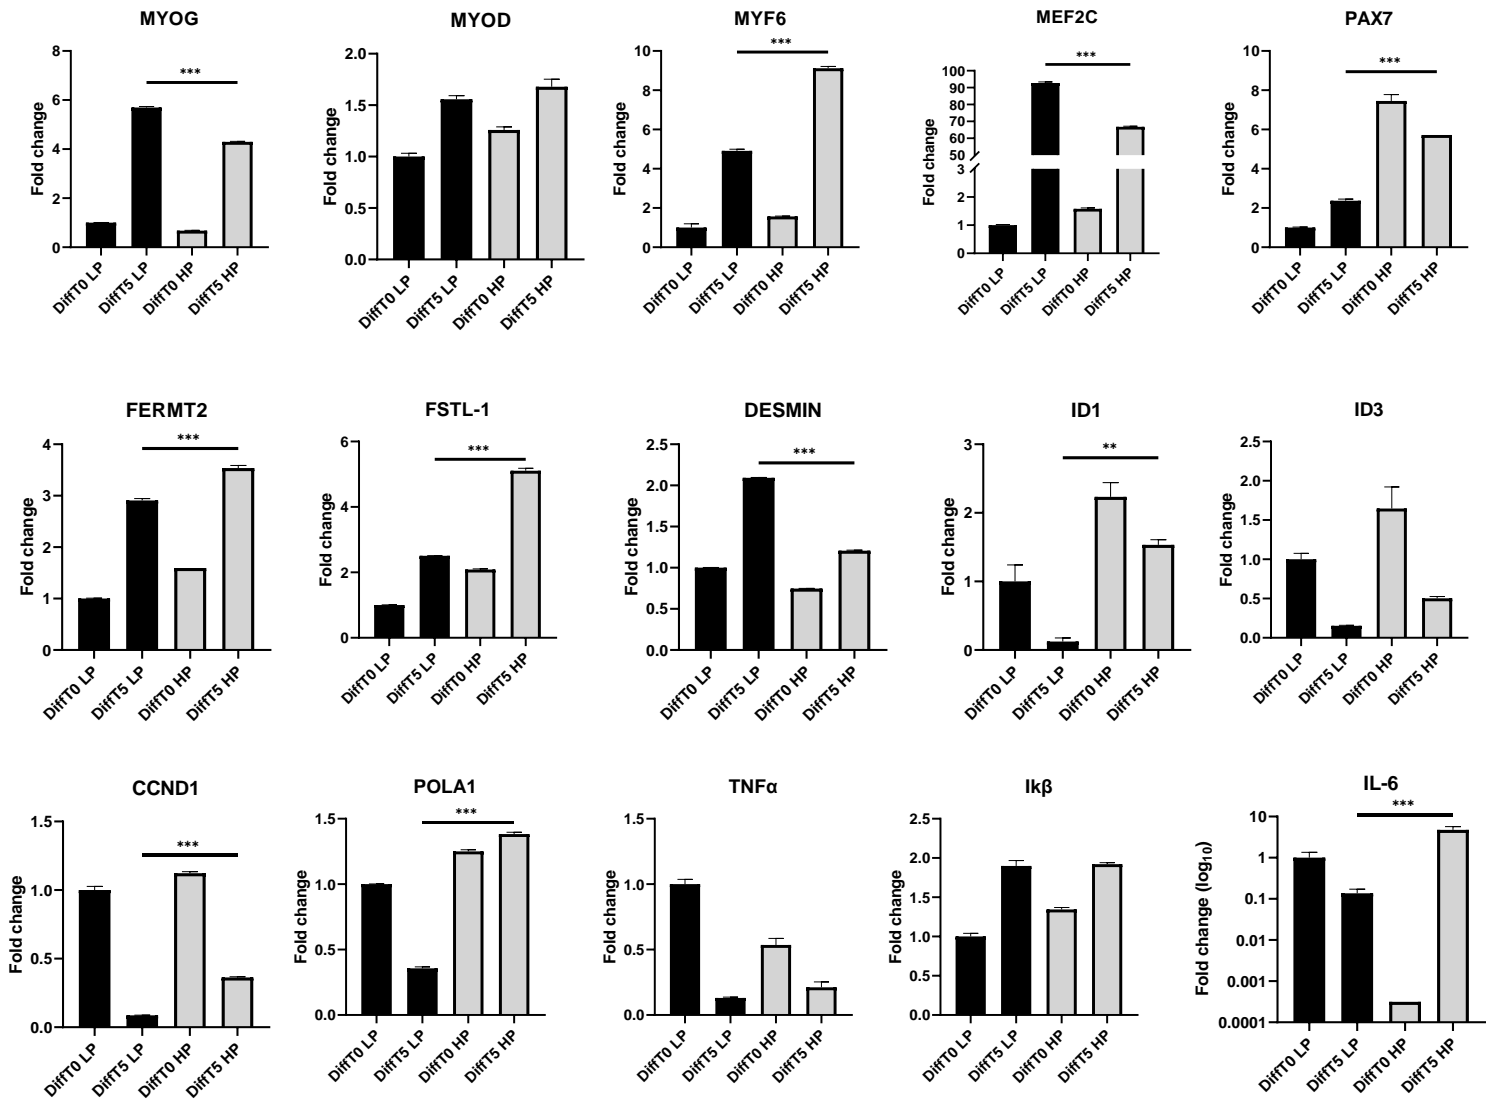 MYOG
MYOD
MYF6
MEF2C
PAX7
Fold change
8
6
4
2
0
***
DiffT0 LP
DiffT5 LP
DiffT0 HP
DiffT5 HP
Fold change
2.0
1.5
1.0
0.5
0.0
DiffT0 LP
DiffT5 LP
DiffT0 HP
DiffT5 HP
Fold change
10
8
6
4
2
0
***
DiffT0 LP
DiffT5 LP
DiffT0 HP
DiffT5 HP
Fold change
100
90
80
70
60
50
3
2
1
0
***
DiffT0 LP
DiffT5 LP
DiffT0 HP
DiffT5 HP
Fold change
10
8
6
4
2
0
***
DiffT0 LP
DiffT5 LP
DiffT0 HP
DiffT5 HP
FERMT2
FSTL-1
DESMIN
ID1
ID3
Fold change
4
3
2
1
0
***
DiffT0 LP
DiffT5 LP
DiffT0 HP
DiffT5 HP
Fold change
6
4
2
0
***
DiffT0 LP
DiffT5 LP
DiffT0 HP
DiffT5 HP
Fold change
2.5
2.0
1.5
1.0
0.5
0.0
***
DiffT0 LP
DiffT5 LP
DiffT0 HP
DiffT5 HP
Fold change
3
2
1
0
**
DiffT0 LP
DiffT5 LP
DiffT0 HP
DiffT5 HP
Fold change
2.5
2.0
1.5
1.0
0.5
0.0
DiffT0 LP
DiffT5 LP
DiffT0 HP
DiffT5 HP
CCND1
POLA1
TNFα
Ikβ
IL-6
Fold change
1.5
1.0
0.5
0.0
***
DiffT0 LP
DiffT5 LP
DiffT0 HP
DiffT5 HP
Fold change
1.5
1.0
0.5
0.0
***
DiffT0 LP
DiffT5 LP
DiffT0 HP
DiffT5 HP
Fold change
1.5
1.0
0.5
0.0
DiffT0 LP
DiffT5 LP
DiffT0 HP
DiffT5 HP
Fold change
2.5
2.0
1.5
1.0
0.5
0.0
DiffT0 LP
DiffT5 LP
DiffT0 HP
DiffT5 HP
Fold change (log₁₀)
10
1
0.1
0.01
0.001
0.0001
***
DiffT0 LP
DiffT5 LP
DiffT0 HP
DiffT5 HP